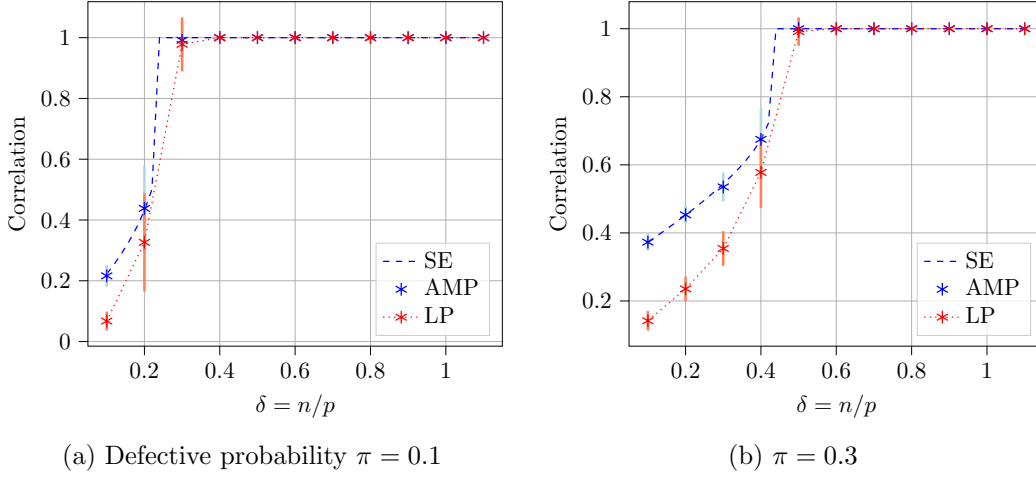 1
0.8
0.6
0.4
0.2
0
Correlation
0.2 0.4 0.6 0.8 1
δ = n/p
SE
AMP
LP
(a) Defective probability π = 0.1
1
0.8
0.6
0.4
0.2
Correlation
0.2 0.4 0.6 0.8 1
δ = n/p
SE
AMP
LP
(b) π = 0.3